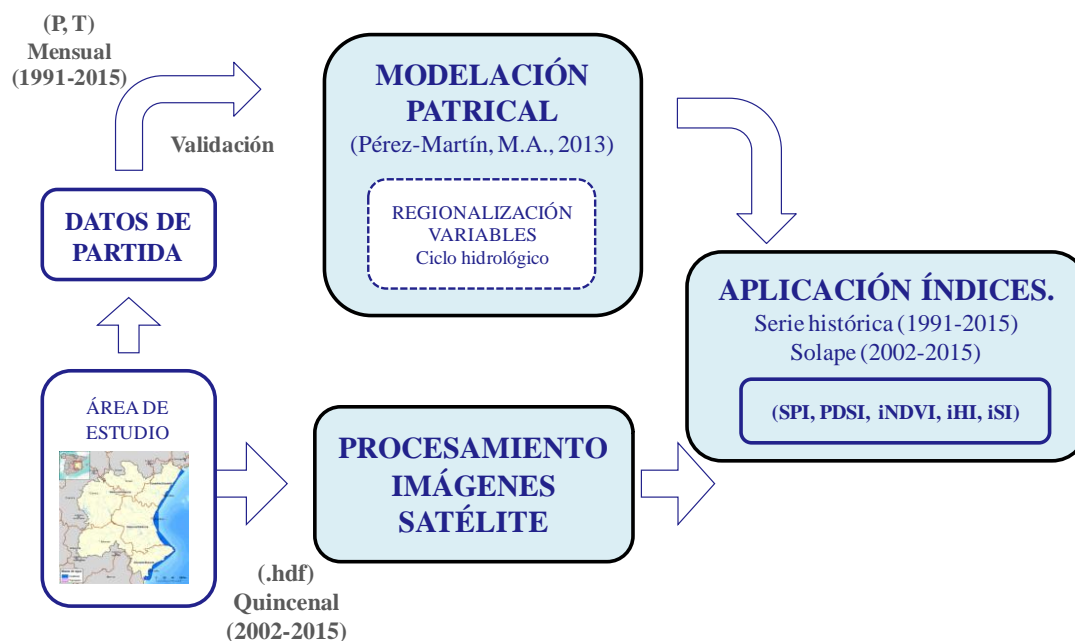 (P, T)
Mensual
(1991-2015)
Validación
DATOS DE
PARTIDA
ÁREA DE
ESTUDIO
(.hdf)
Quincenal
(2002-2015)
MODELACIÓN
PATRICAL
(Pérez-Martín, M.A., 2013)
REGIONALIZACIÓN
VARIABLES
Ciclo hidrológico
PROCESAMIENTO
IMÁGENES
SATÉLITE
APLICACIÓN ÍNDICES.
Serie histórica (1991-2015)
Solape (2002-2015)
(SPI, PDSI, iNDVI, iHI, iSI)